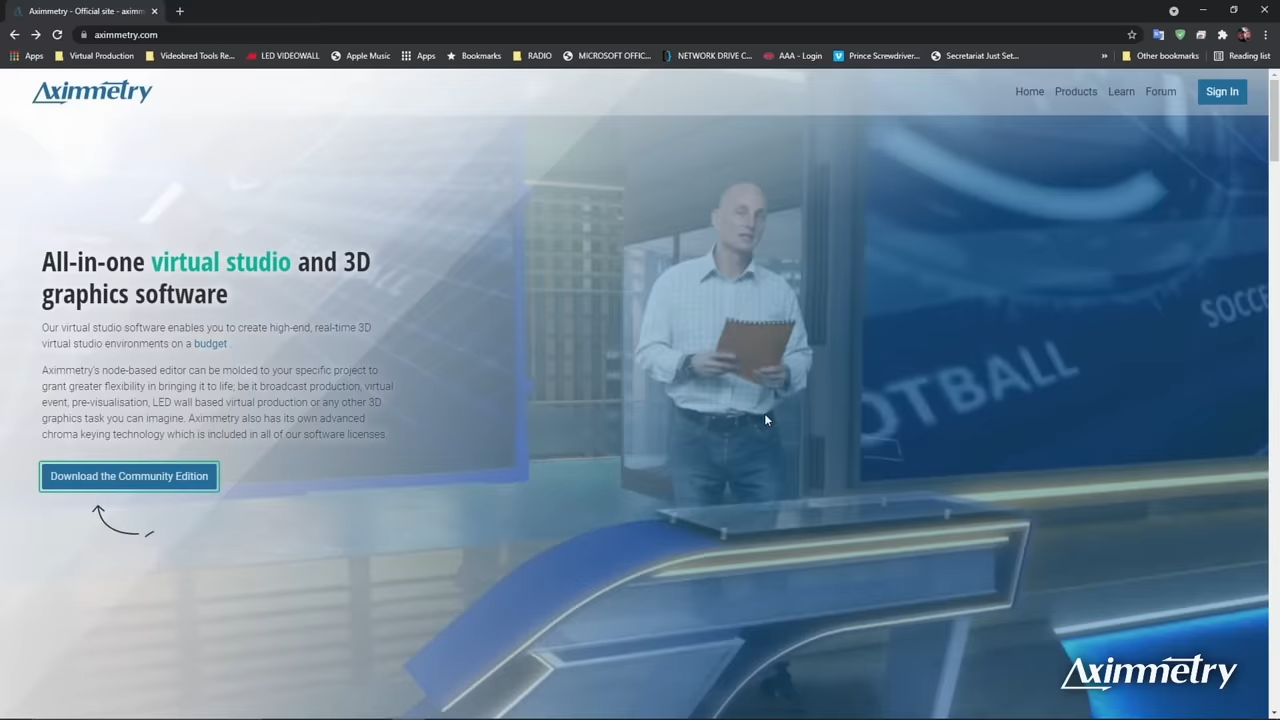 Aximmetry - Official site - aximm
aximmetry.com
Apps
Virtual Production
Videobred Tools Re...
LED VIDEOWALL
Apple Music
Apps
Bookmarks
RADIO
MICROSOFT OFFIC...
NETWORK DRIVE C...
AAA - Login
Prince Screwdriver...
Secretariat Just Set...
»
Other bookmarks
Reading list
Aximmetry
Home
Products
Learn
Forum
Sign In
All-in-one virtual studio and 3D
graphics software
Our virtual studio software enables you to create high-end, real-time 3D
virtual studio environments on a budget .
Aximmetry's node-based editor can be molded to your specific project to
grant greater flexibility in bringing it to life; be it broadcast production, virtual
event, pre-visualisation, LED wall based virtual production or any other 3D
graphics task you can imagine. Aximmetry also has its own advanced
chroma keying technology which is included in all of our software licenses.
Download the Community Edition
SOCCE
OTBALL
Aximmetry